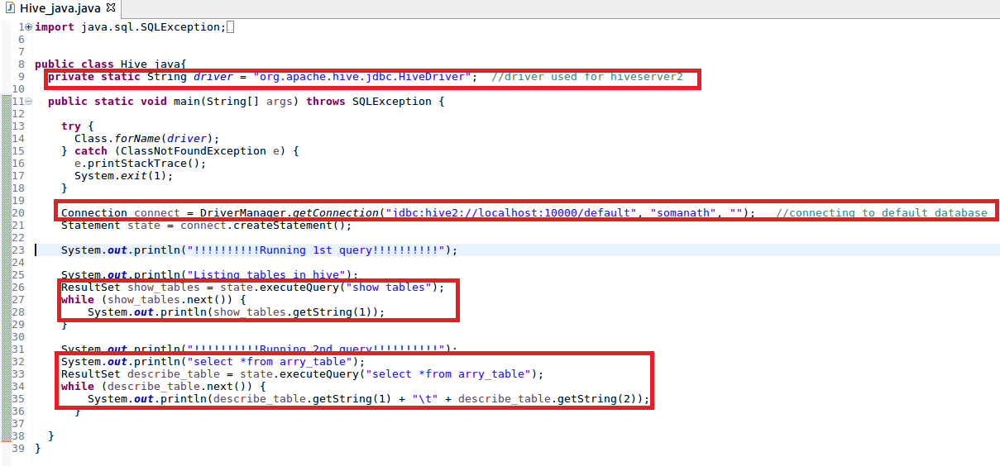 Hive_java.java
1 import java.sql.SQLException;
6
7
8 public class Hive_java{
9   private static String driver = "org.apache.hive.jdbc.HiveDriver";  //driver used for hiveserver2
10
11   public static void main(String[] args) throws SQLException {
12
13     try {
14       Class.forName(driver);
15     } catch (ClassNotFoundException e) {
16       e.printStackTrace();
17       System.exit(1);
18     }
19
20     Connection connect = DriverManager.getConnection("jdbc:hive2://localhost:10000/default", "somanath", "");   //connecting to default database
21     Statement state = connect.createStatement();
22
23     System.out.println("!!!!!!!!!!Running 1st query!!!!!!!!!!");
24
25     System.out.println("Listing tables in hive");
26     ResultSet show_tables = state.executeQuery("show tables");
27     while (show_tables.next()) {
28         System.out.println(show_tables.getString(1));
29     }
30
31     System.out.println("!!!!!!!!!!Running 2nd query!!!!!!!!!!");
32     System.out.println("select *from arry_table");
33     ResultSet describe_table = state.executeQuery("select *from arry_table");
34     while (describe_table.next()) {
35         System.out.println(describe_table.getString(1) + "\t" + describe_table.getString(2));
36       }
37
38   }
39 }